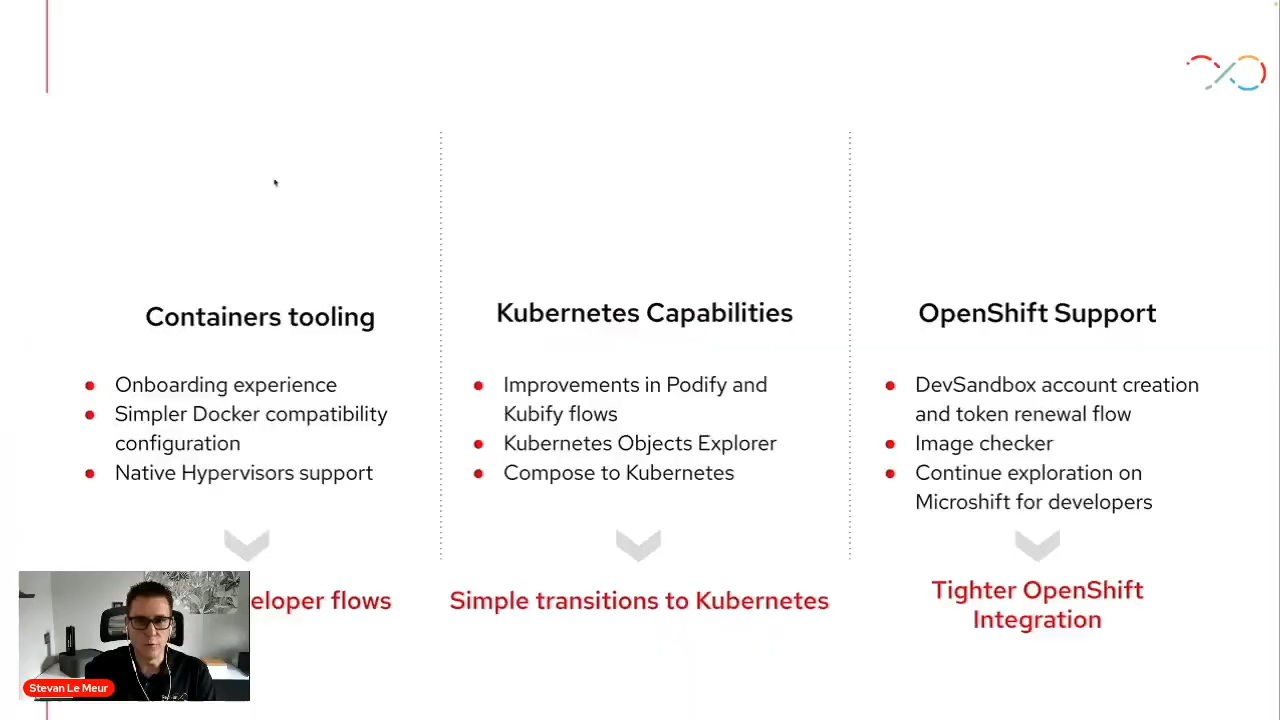 Containers tooling
Onboarding experience
Simpler Docker compatibility
configuration
Native Hypervisors support
eloper flows
Kubernetes Capabilities
Improvements in Podify and
Kubify flows
Kubernetes Objects Explorer
Compose to Kubernetes
Simple transitions to Kubernetes
OpenShift Support
DevSandbox account creation
and token renewal flow
Image checker
Continue exploration on
Microshift for developers
Tighter OpenShift
Integration
Stevan Le Meur